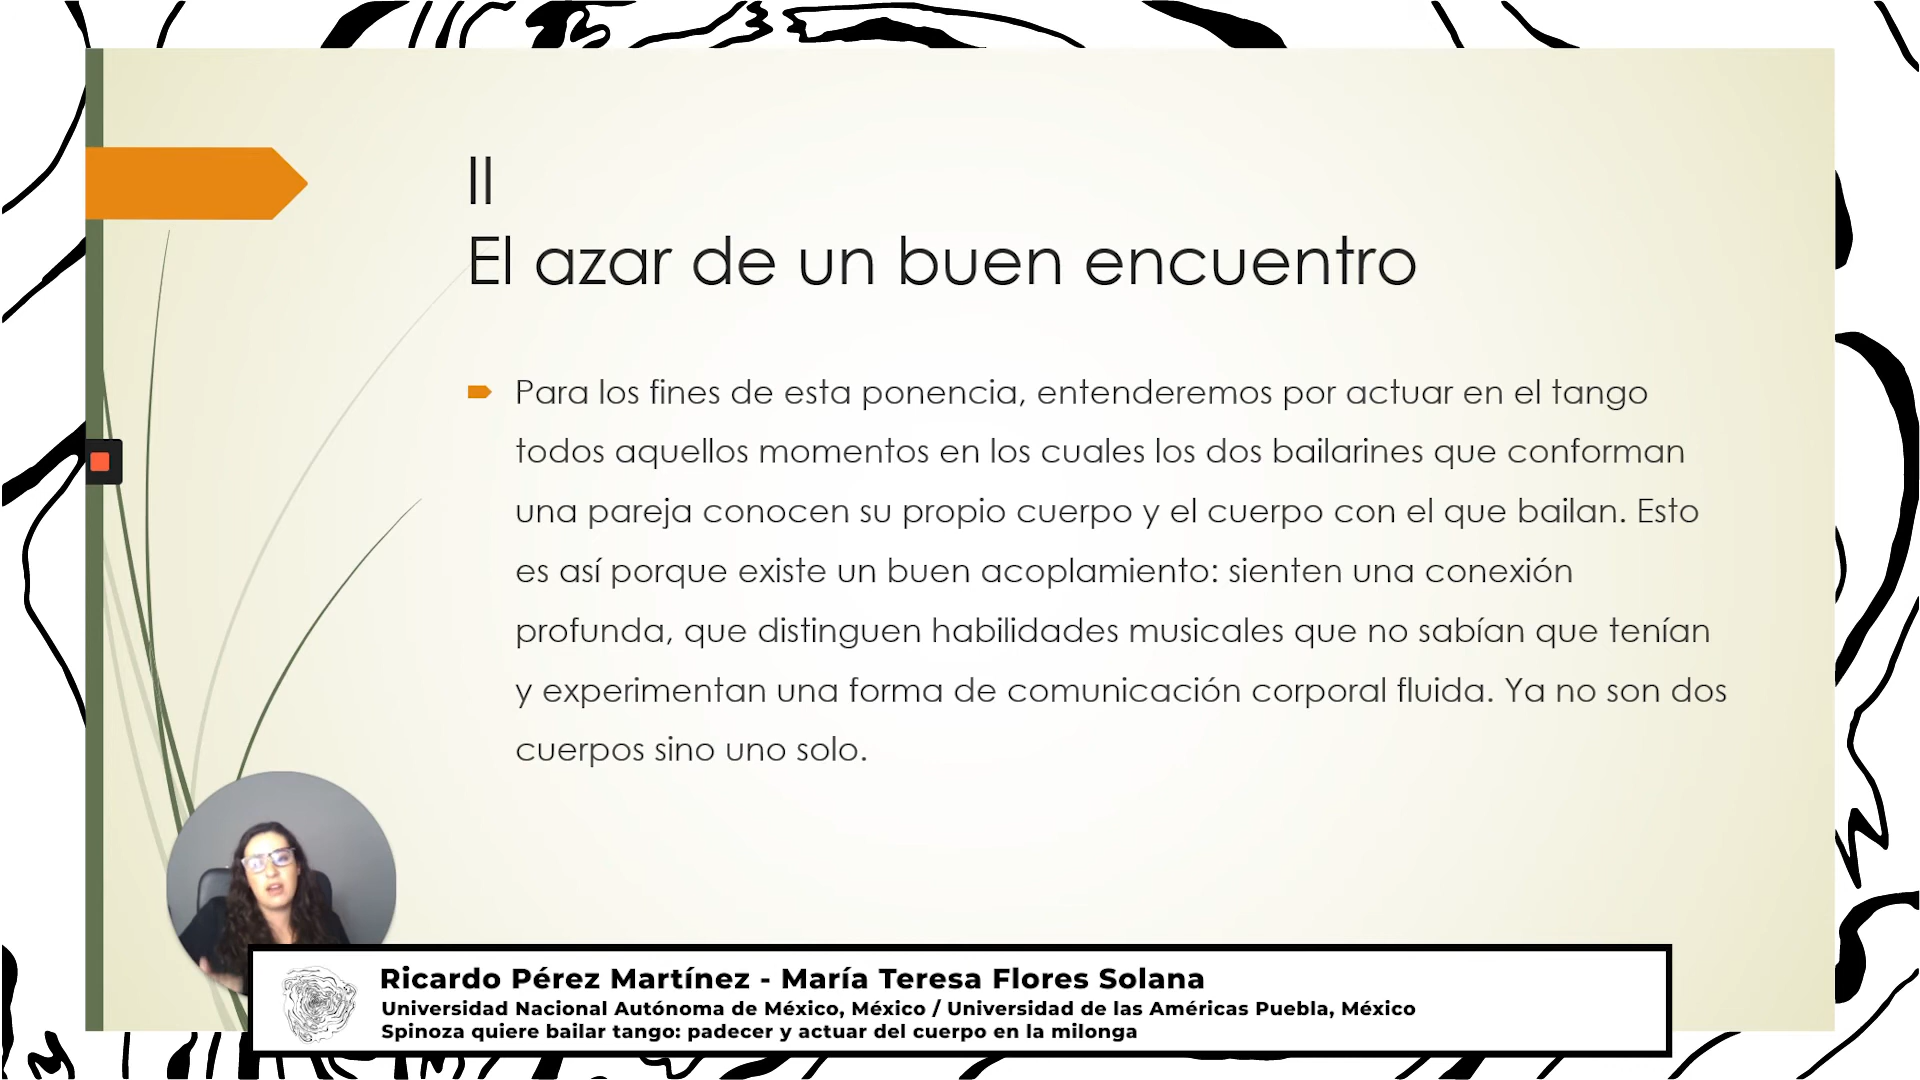 II
El azar de un buen encuentro
Para los fines de esta ponencia, entenderemos por actuar en el tango
todos aquellos momentos en los cuales los dos bailarines que conforman
una pareja conocen su propio cuerpo y el cuerpo con el que bailan. Esto
es así porque existe un buen acoplamiento: sienten una conexión
profunda, que distinguen habilidades musicales que no sabían que tenían
y experimentan una forma de comunicación corporal fluida. Ya no son dos
cuerpos sino uno solo.
Ricardo Pérez Martínez - María Teresa Flores Solana
Universidad Nacional Autónoma de México, México / Universidad de las Américas Puebla, México
Spinoza quiere bailar tango: padecer y actuar del cuerpo en la milonga